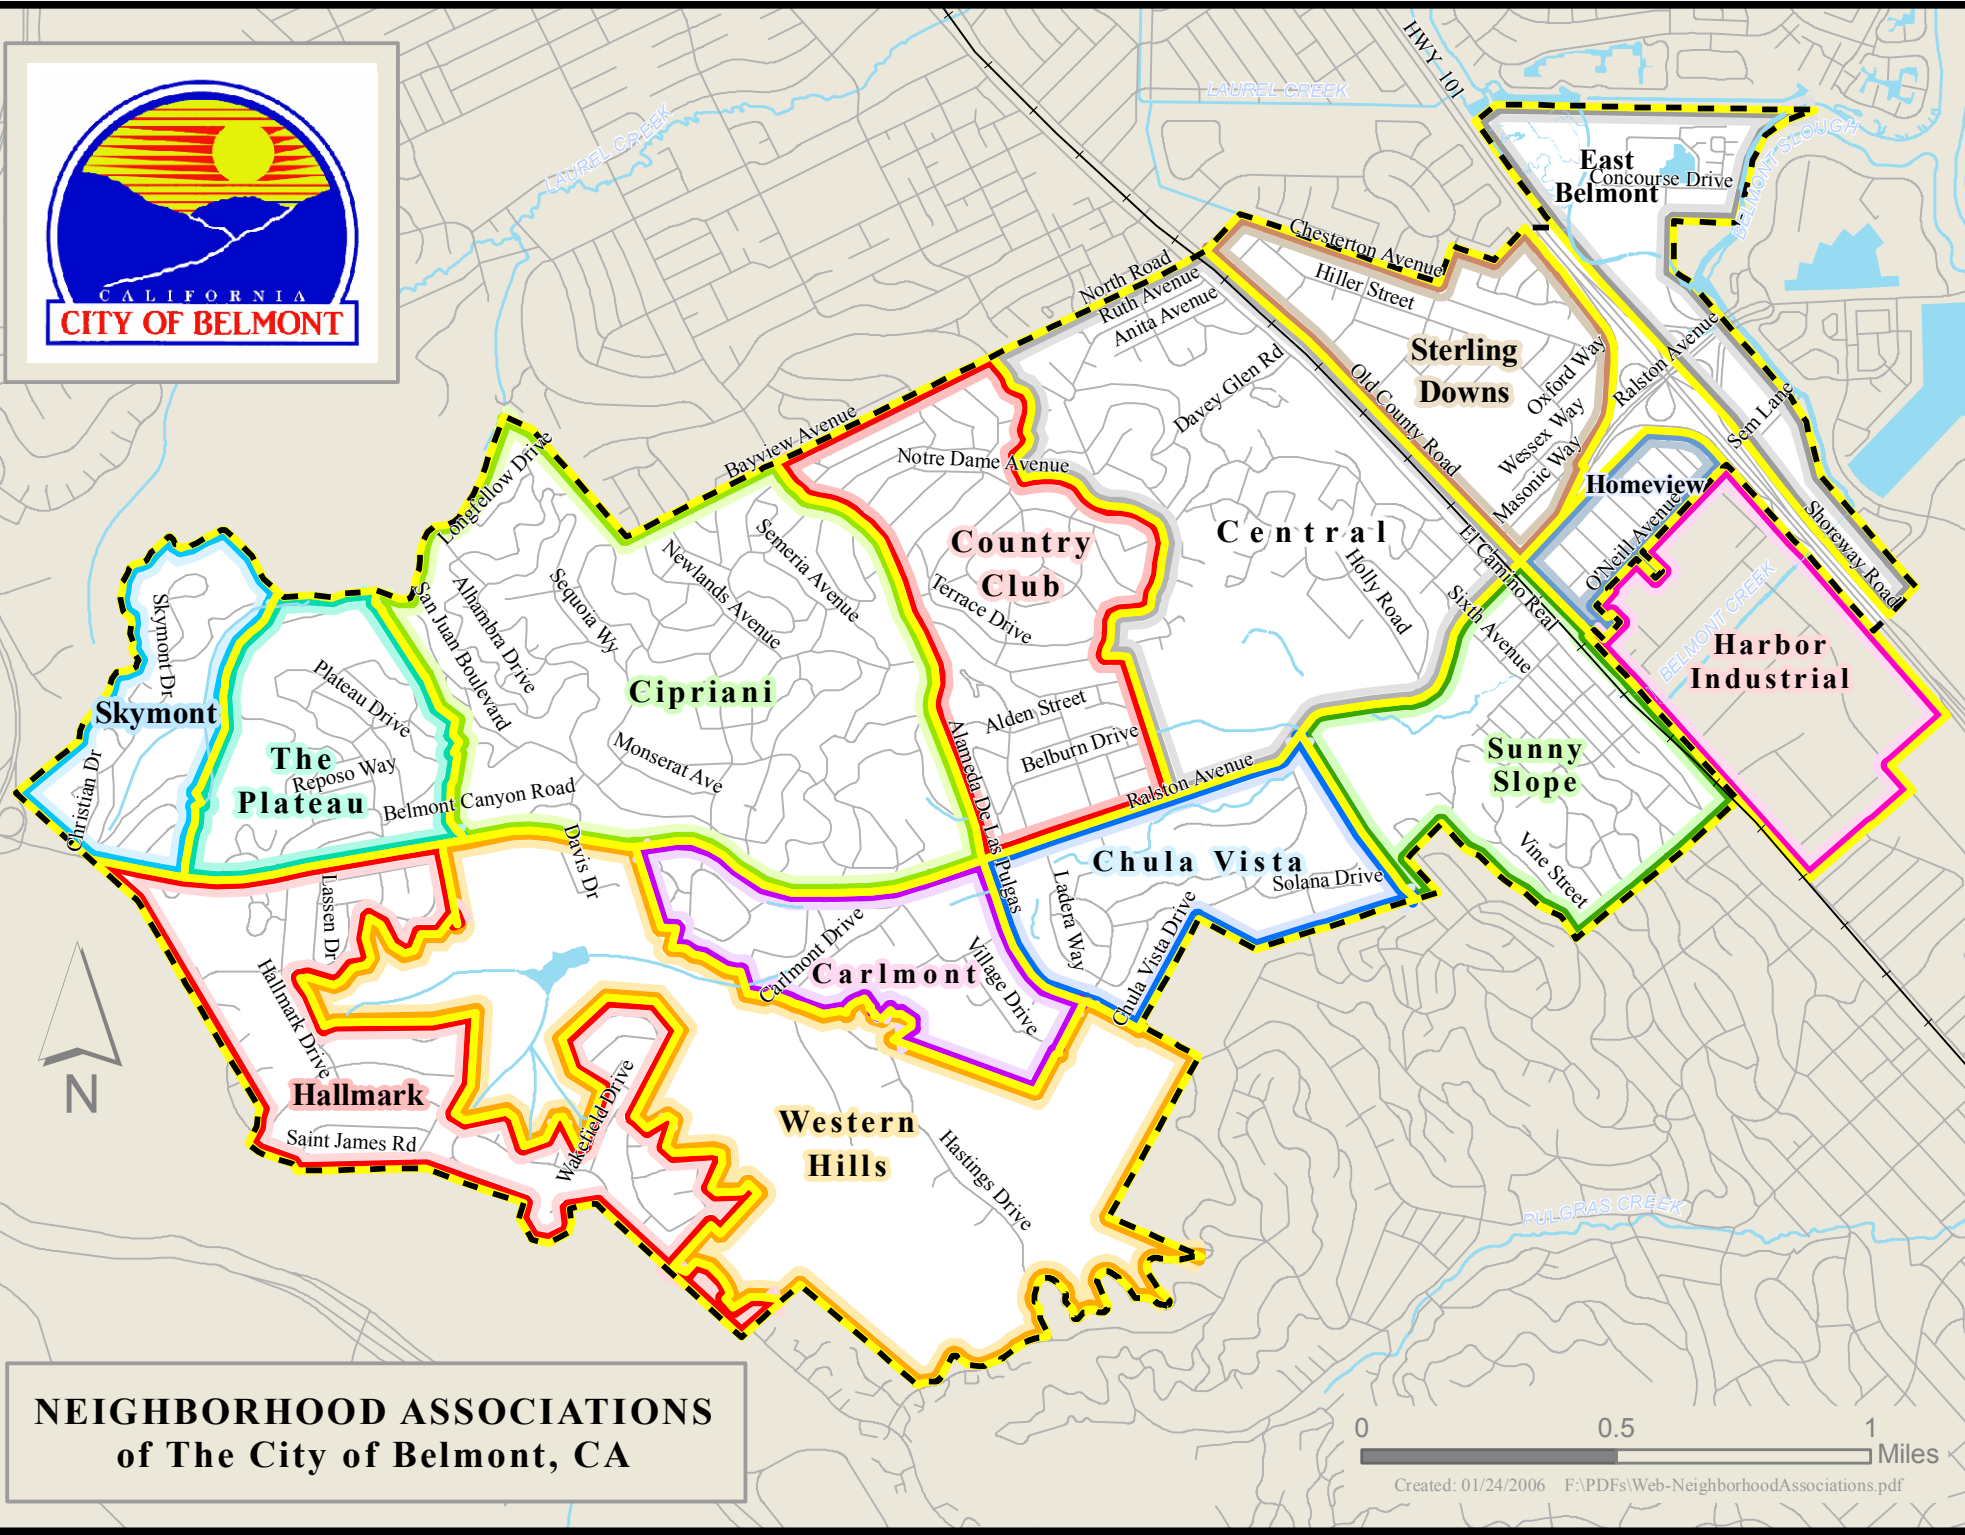 CALIFORNIA
CITY OF BELMONT
LAUREL CREEK
LAUREL CREEK
HWY 101
BELMONT SLOUGH
East
Belmont
Concourse Drive
North Road
Ruth Avenue
Anita Avenue
Chesterton Avenue
Hiller Street
Sterling
Downs
Oxford Way
Wessex Way
Masonic Way
Ralston Avenue
Sem Lane
Shoreway Road
Old County Road
Davey Glen Rd
Bayview Avenue
Notre Dame Avenue
Country
Club
Terrace Drive
Alden Street
Belburn Drive
Central
Holly Road
El Camino Real
Sixth Avenue
Homeview
O'Neill Avenue
BELMONT CREEK
Harbor
Industrial
Longfellow Drive
San Juan Boulevard
Alhambra Drive
Sequoia Wy
Newlands Avenue
Semeria Avenue
Cipriani
Monserat Ave
Skymont Dr
Skymont
Christian Dr
Plateau Drive
The
Plateau
Reposo Way
Belmont Canyon Road
Alameda De Las Pulgas
Ralston Avenue
Sunny
Slope
Vine Street
Chula Vista
Solana Drive
Ladera Way
Chula Vista Drive
Davis Dr
Lassen Dr
Carlmont Drive
Carlmont
Village Drive
Hallmark Drive
Hallmark
Saint James Rd
Wakefield Drive
Western
Hills
Hastings Drive
PULGRAS CREEK
N
NEIGHBORHOOD ASSOCIATIONS
of The City of Belmont, CA
0 0.5 1
Miles
Created: 01/24/2006 F:\PDFs\Web-NeighborhoodAssociations.pdf